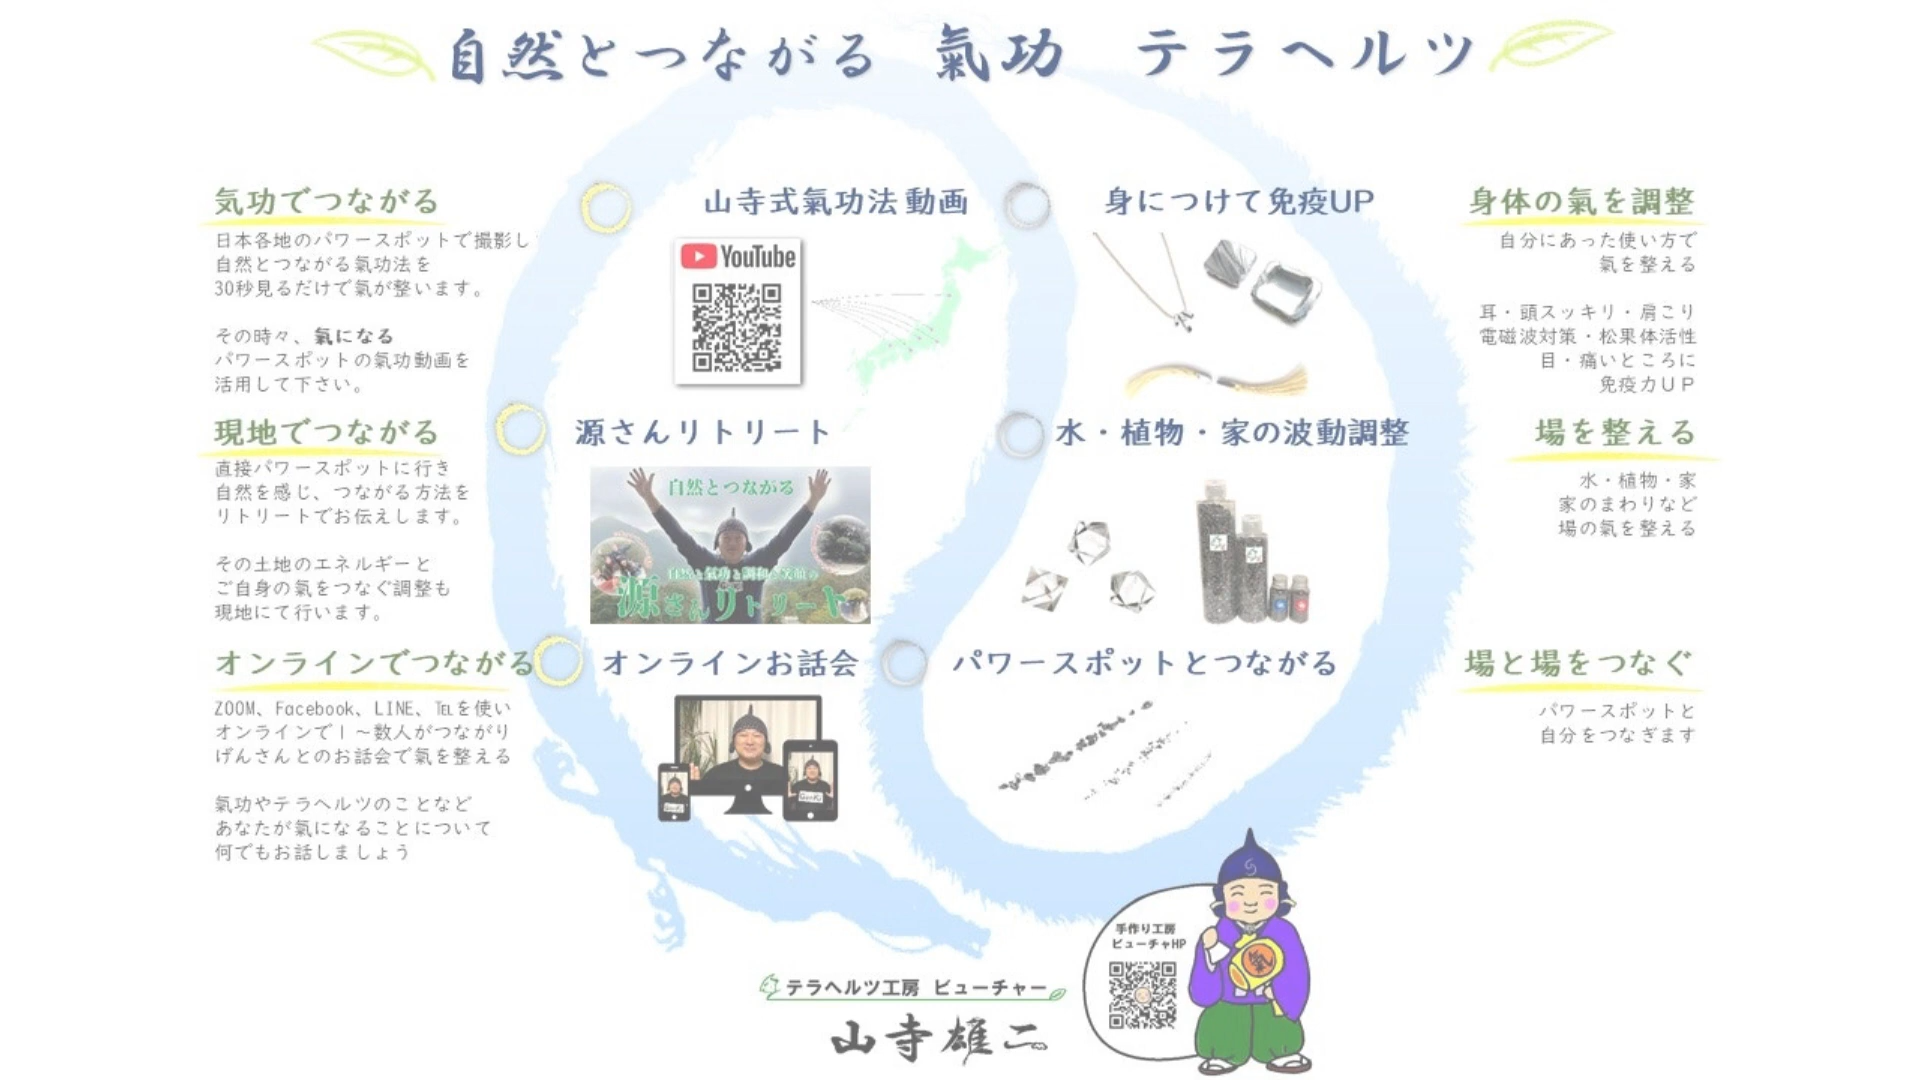 自然とつながる 氣功 テラヘルツ
気功でつながる
日本各地のパワースポットで撮影し
自然とつながる氣功法を
30秒見るだけで氣が整います。
その時々、氣になる
パワースポットの氣功動画を
活用して下さい。
山寺式氣功法動画
YouTube
身につけて免疫UP
身体の氣を調整
自分にあった使い方で
氣を整える
耳・頭スッキリ・肩こり
電磁波対策・松果体活性
目・痛いところに
免疫力UP
現地でつながる
直接パワースポットに行き
自然を感じ、つながる方法を
リトリートでお伝えします。
その土地のエネルギーと
ご自身の氣をつなぐ調整も
現地にて行います。
源さんリトリート
自然とつながる
自然と氣功と調和と笑顔の
源さんリトリート
水・植物・家の波動調整
場を整える
水・植物・家
家のまわりなど
場の氣を整える
オンラインでつながる
ZOOM、Facebook、LINE、℡を使い
オンラインで1～数人がつながり
げんさんとのお話会で氣を整える
氣功やテラヘルツのことなど
あなたが氣になることについて
何でもお話しましょう
オンラインお話会
パワースポットとつながる
場と場をつなぐ
パワースポットと
自分をつなぎます
手作り工房
ビューチャHP
テラヘルツ工房 ビューチャー
山寺雄二